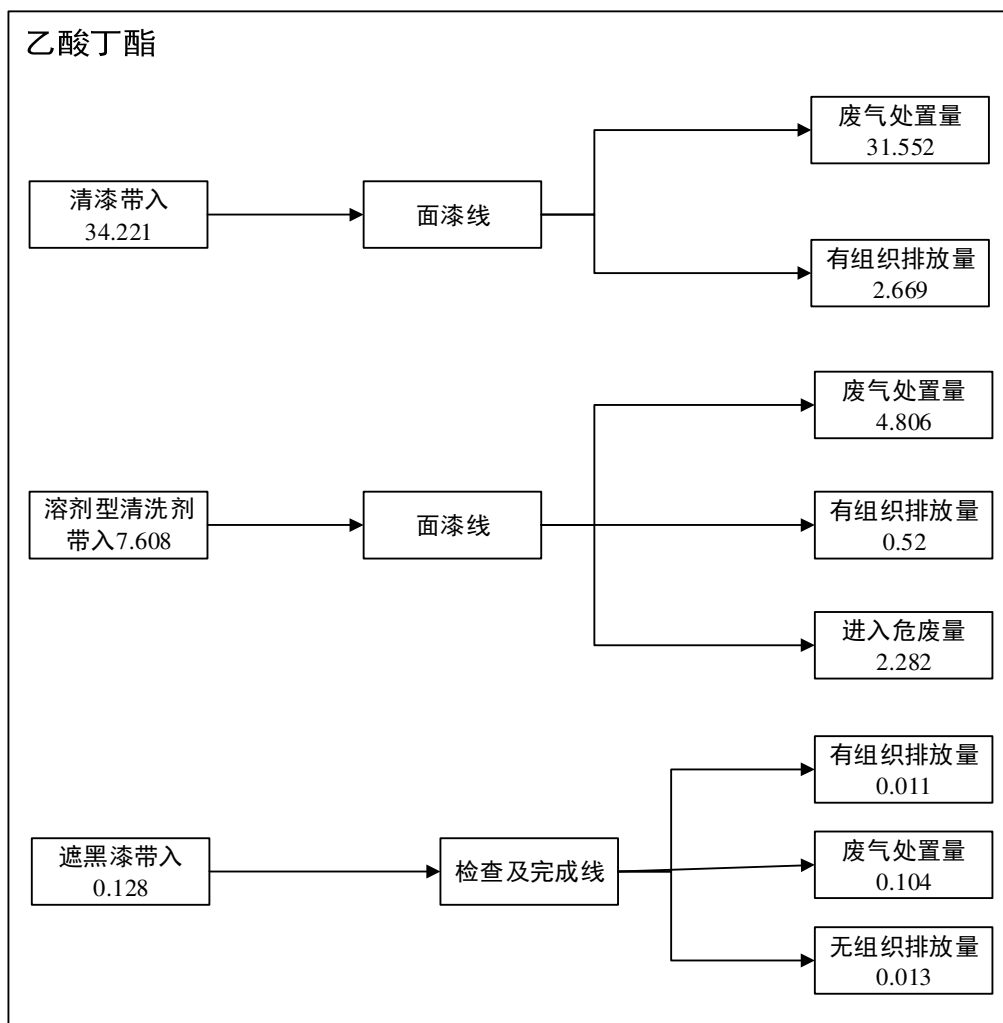 乙酸丁酯
清漆带入
34.221
面漆线
废气处置量
31.552
有组织排放量
2.669
溶剂型清洗剂
带入7.608
面漆线
废气处置量
4.806
有组织排放量
0.52
进入危废量
2.282
遮黑漆带入
0.128
检查及完成线
有组织排放量
0.011
废气处置量
0.104
无组织排放量
0.013